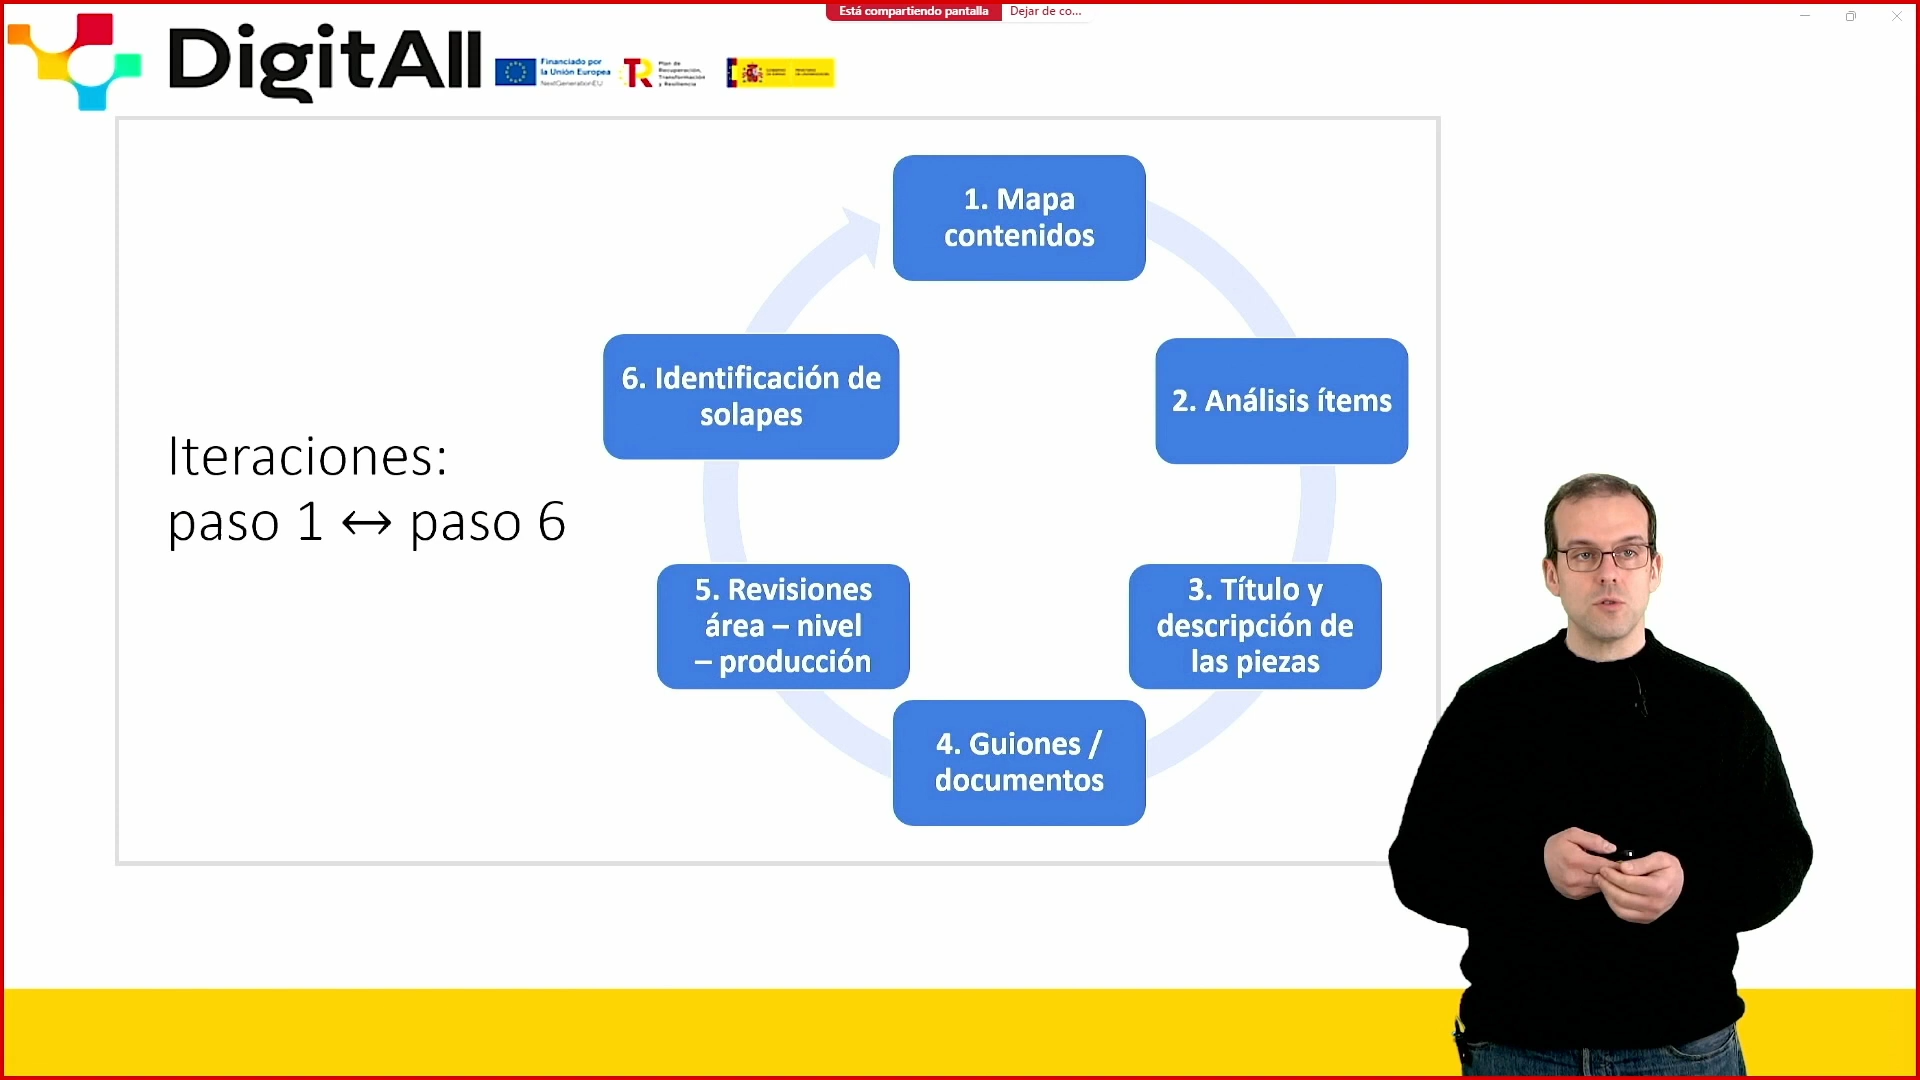 Está compartiendo pantalla
Dejar de co...
DigitAll
Financiado por
la Unión Europea
NextGenerationEU
Plan de
Recuperación,
Transformación
y Resiliencia
1. Mapa
contenidos
2. Análisis ítems
3. Título y
descripción de
las piezas
4. Guiones /
documentos
5. Revisiones
área – nivel
– producción
6. Identificación de
solapes
Iteraciones:
paso 1 ↔ paso 6